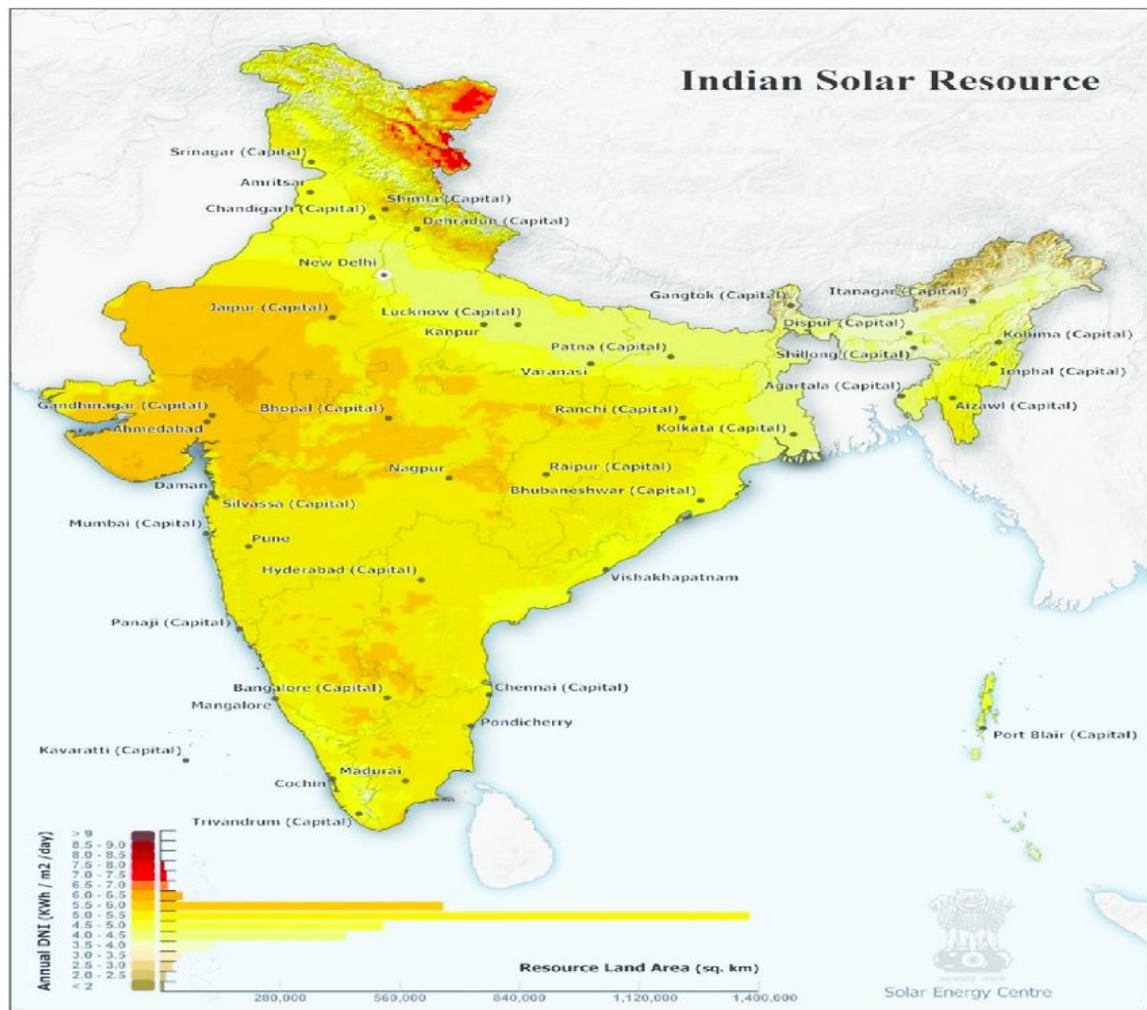 Indian Solar Resource
Srinagar (Capital)
Amritsar
Shimla (Capital)
Chandigarh (Capital)
Dehradun (Capital)
New Delhi
Gangtok (Capital)
Itanagar (Capital)
Jaipur (Capital)
Lucknow (Capital)
Kanpur
Dispur (Capital)
Kohima (Capital)
Patna (Capital)
Shillong (Capital)
Varanasi
Imphal (Capital)
Agartala (Capital)
Gandhinagar (Capital)
Bhopal (Capital)
Ranchi (Capital)
Aizawl (Capital)
Ahmedabad
Kolkata (Capital)
Nagpur
Raipur (Capital)
Daman
Bhubaneshwar (Capital)
Silvassa (Capital)
Mumbai (Capital)
Pune
Hyderabad (Capital)
Vishakhapatnam
Panaji (Capital)
Bangalore (Capital)
Chennai (Capital)
Mangalore
Pondicherry
Port Blair (Capital)
Kavaratti (Capital)
Madurai
Cochin
Trivandrum (Capital)
Annual DNI (KWh / m2 /day)
> 9
8.5 - 9.0
8.0 - 8.5
7.5 - 8.0
7.0 - 7.5
6.5 - 7.0
6.0 - 6.5
5.5 - 6.0
5.0 - 5.5
4.5 - 5.0
4.0 - 4.5
3.5 - 4.0
3.0 - 3.5
2.5 - 3.0
2.0 - 2.5
< 2
Resource Land Area (sq. km)
280,000 560,000 840,000 1,120,000 1,400,000
Solar Energy Centre